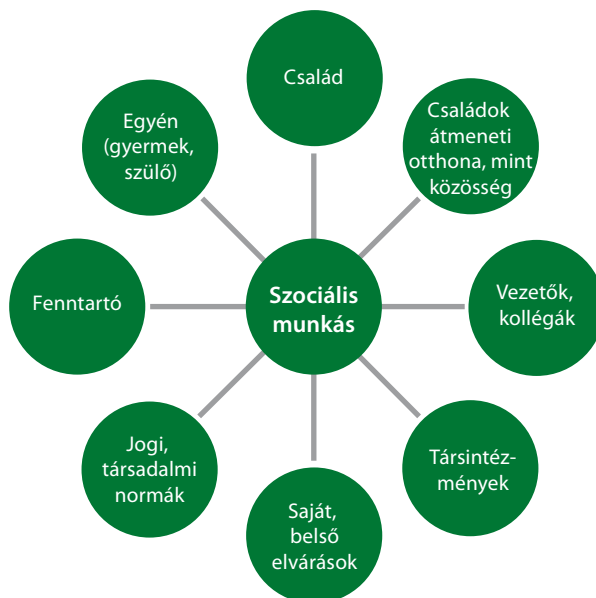 Család
Egyén
(gyermek,
szülő)
Családok
átmeneti
otthona, mint
közösség
Fenntartó
Szociális
munkás
Vezetők,
kollégák
Jogi,
társadalmi
normák
Társintéz-
mények
Saját,
belső
elvárások